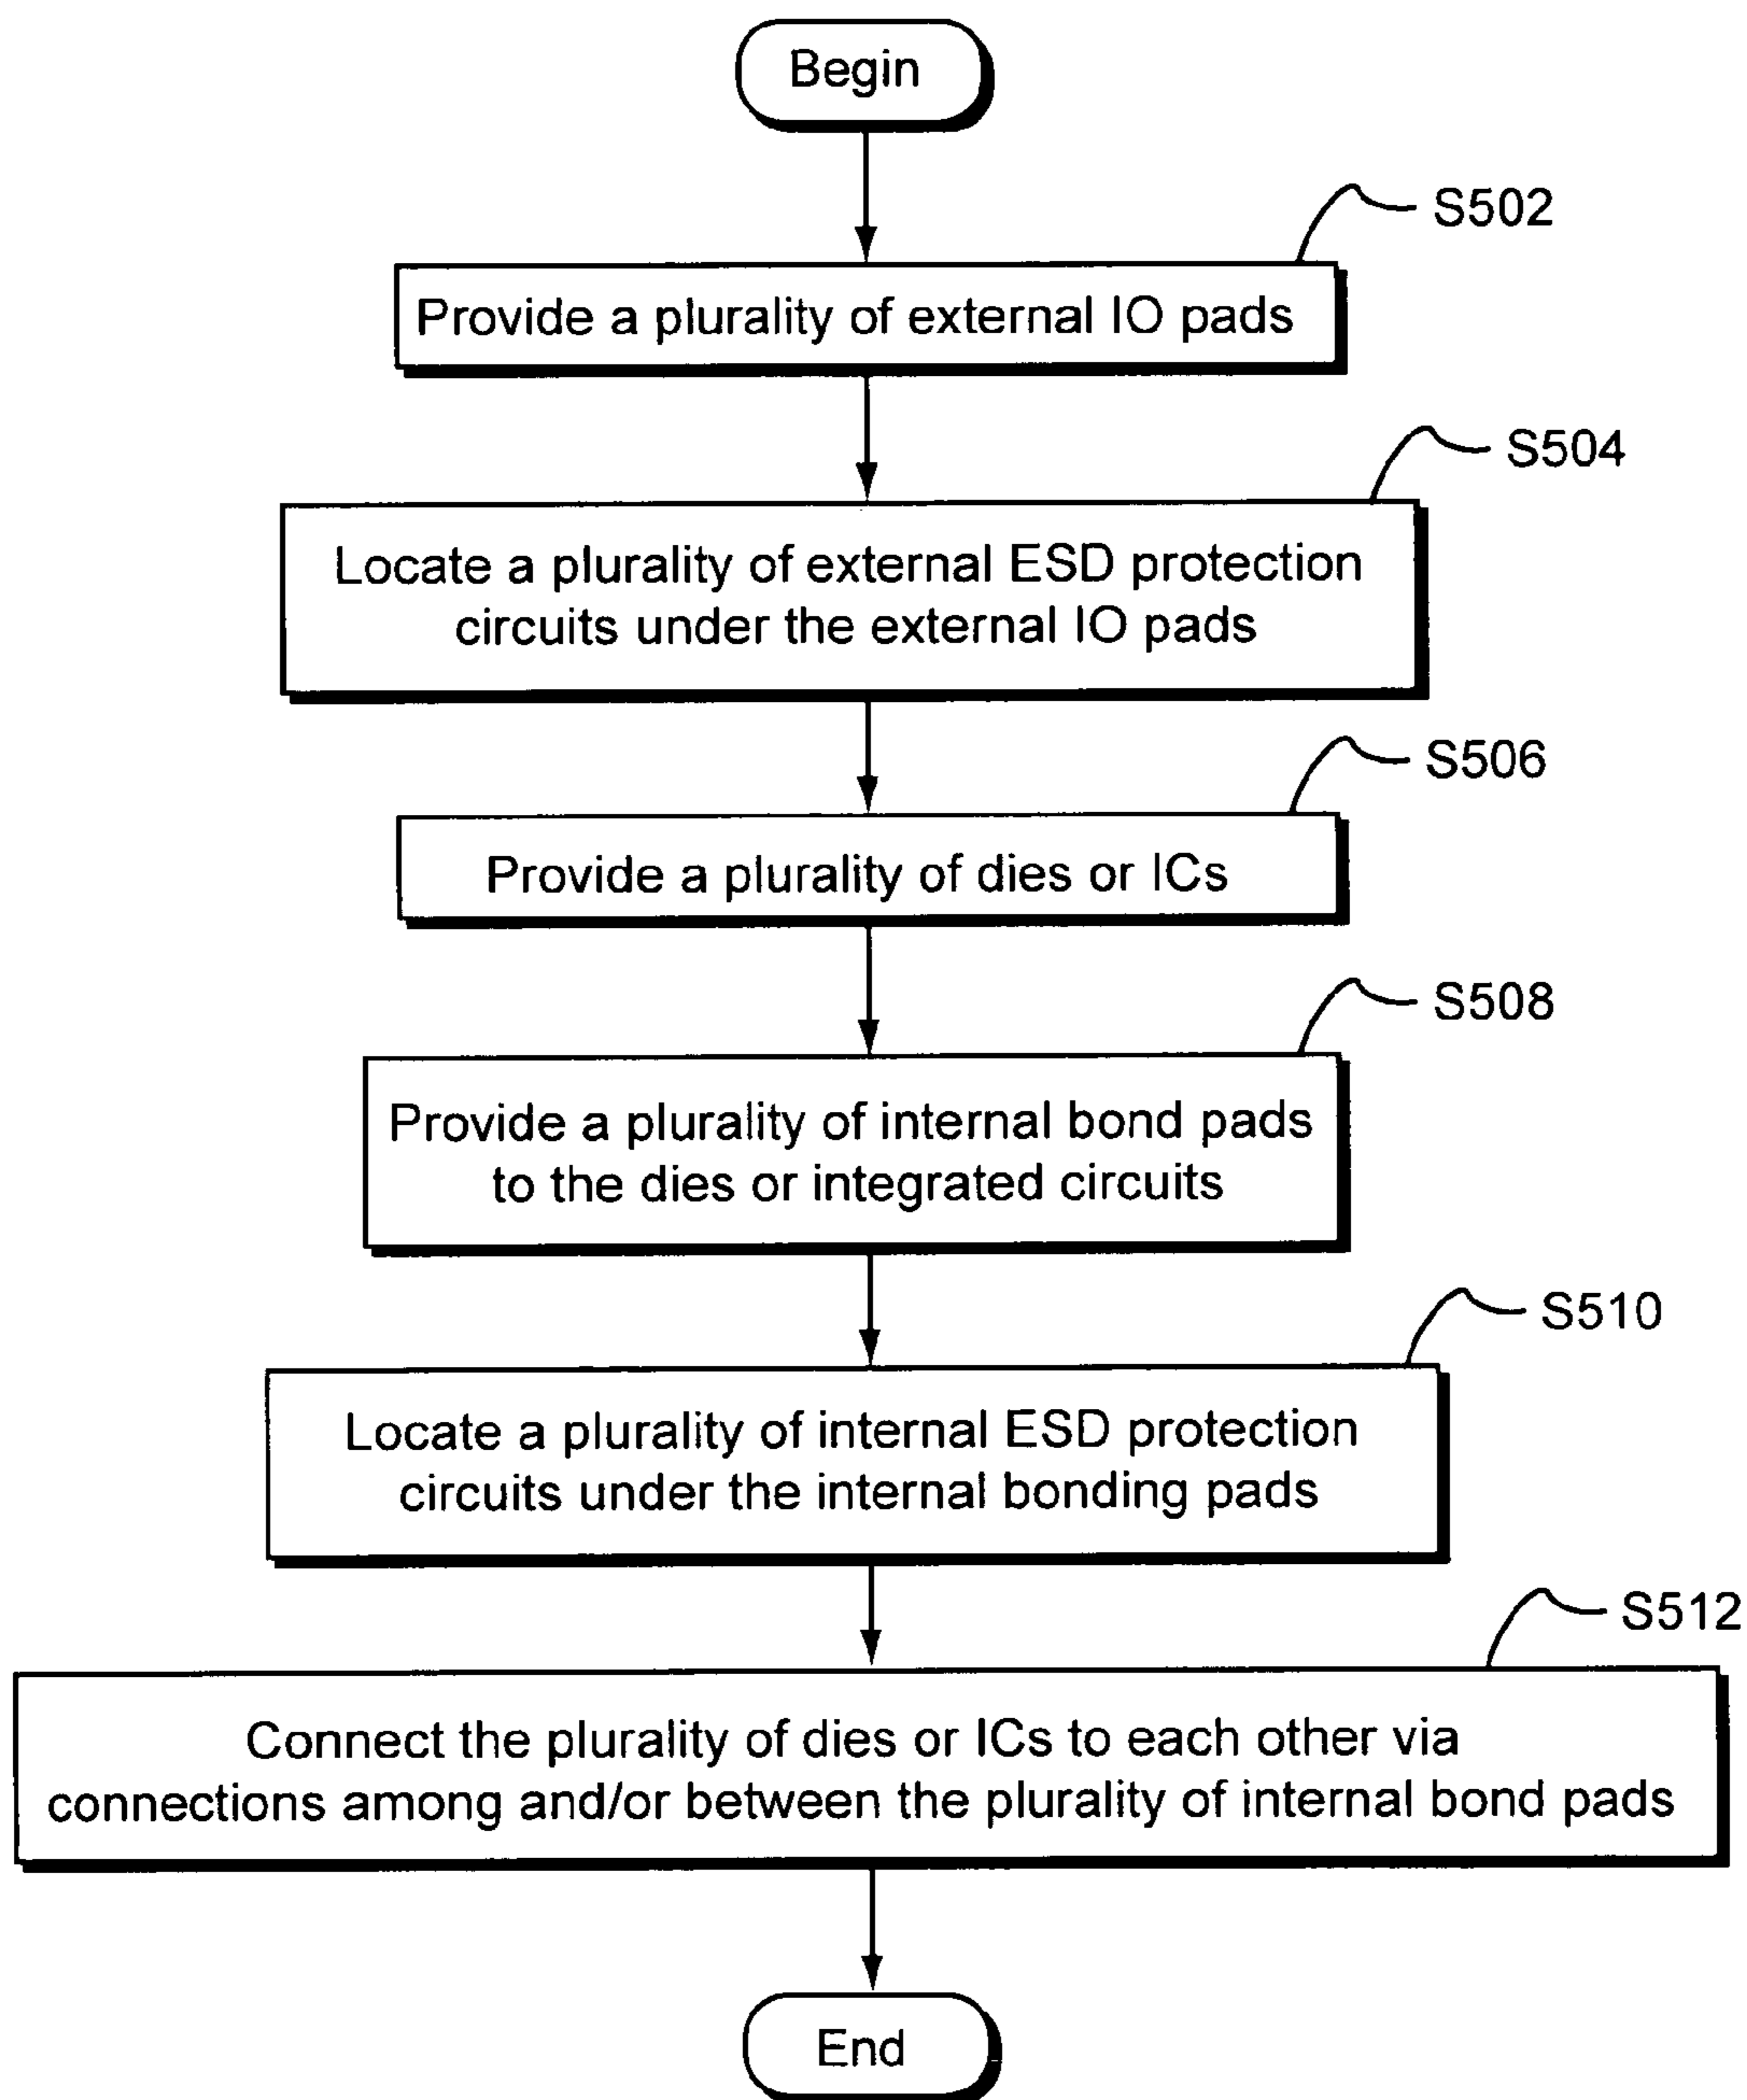 Begin
S502
Provide a plurality of external IO pads
S504
Locate a plurality of external ESD protection
circuits under the external IO pads
S506
Provide a plurality of dies or ICs
S508
Provide a plurality of internal bond pads
to the dies or integrated circuits
S510
Locate a plurality of internal ESD protection
circuits under the internal bonding pads
S512
Connect the plurality of dies or ICs to each other via
connections among and/or between the plurality of internal bond pads
End